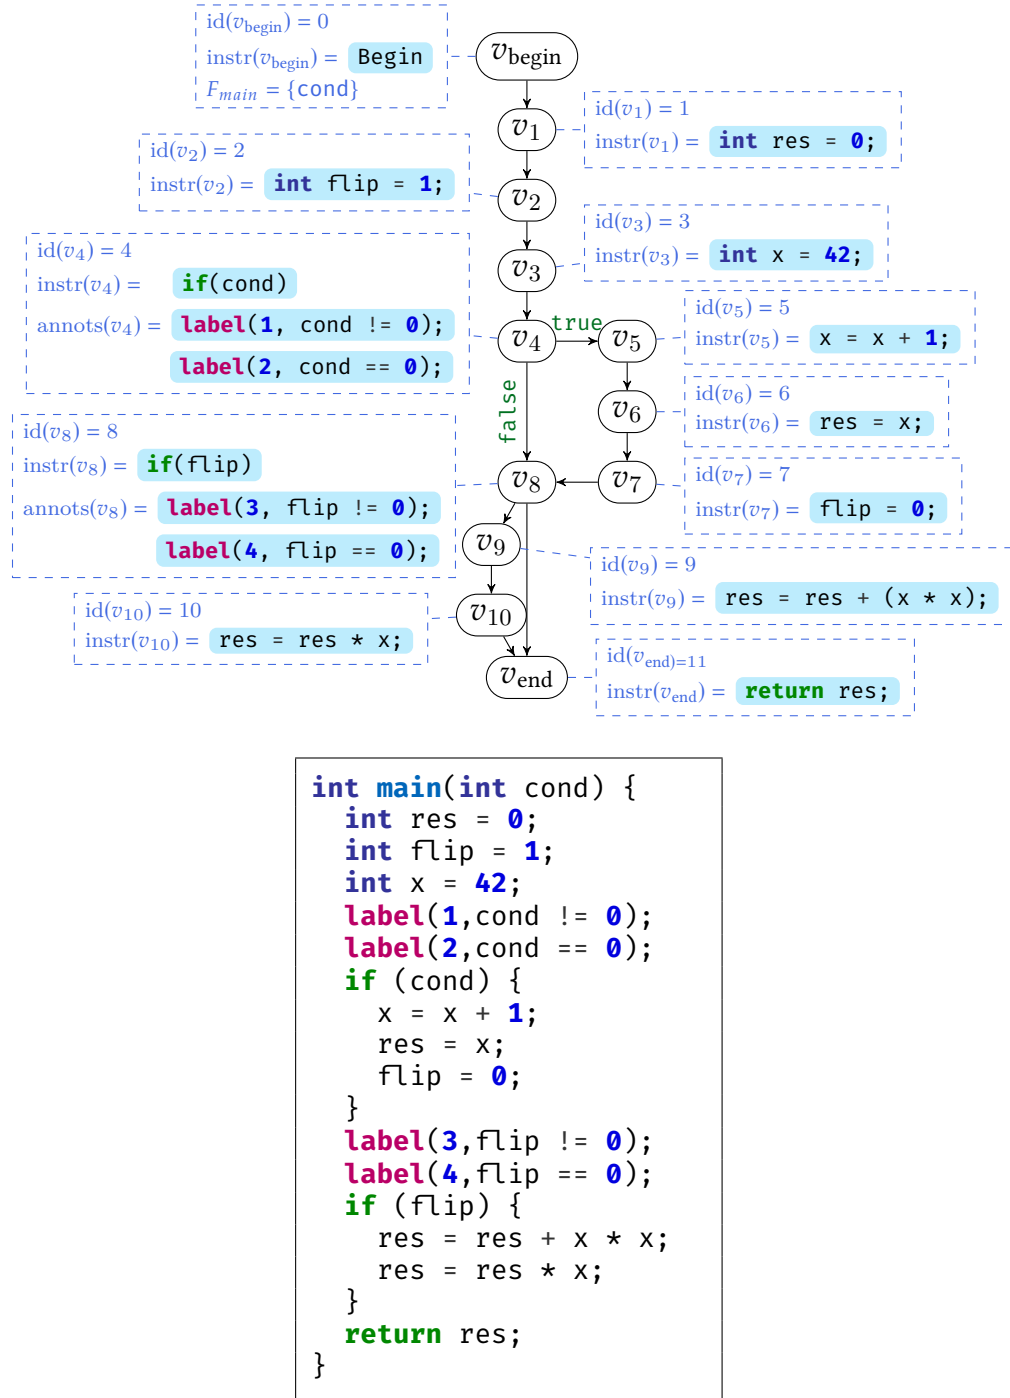 id(v_begin) = 0
instr(v_begin) = Begin
F_main = {cond}
v_begin
id(v_1) = 1
instr(v_1) = int res = 0;
v_1
id(v_2) = 2
instr(v_2) = int flip = 1;
v_2
id(v_3) = 3
instr(v_3) = int x = 42;
v_3
id(v_4) = 4
instr(v_4) = if(cond)
annots(v_4) = label(1, cond != 0);
label(2, cond == 0);
v_4
true
false
v_5
id(v_5) = 5
instr(v_5) = x = x + 1;
v_6
id(v_6) = 6
instr(v_6) = res = x;
id(v_8) = 8
instr(v_8) = if(flip)
annots(v_8) = label(3, flip != 0);
label(4, flip == 0);
v_8
v_7
id(v_7) = 7
instr(v_7) = flip = 0;
v_9
id(v_9) = 9
instr(v_9) = res = res + (x * x);
id(v_10) = 10
instr(v_10) = res = res * x;
v_10
v_end
id(v_end)=11
instr(v_end) = return res;
int main(int cond) {
int res = 0;
int flip = 1;
int x = 42;
label(1,cond != 0);
label(2,cond == 0);
if (cond) {
x = x + 1;
res = x;
flip = 0;
}
label(3,flip != 0);
label(4,flip == 0);
if (flip) {
res = res + x * x;
res = res * x;
}
return res;
}